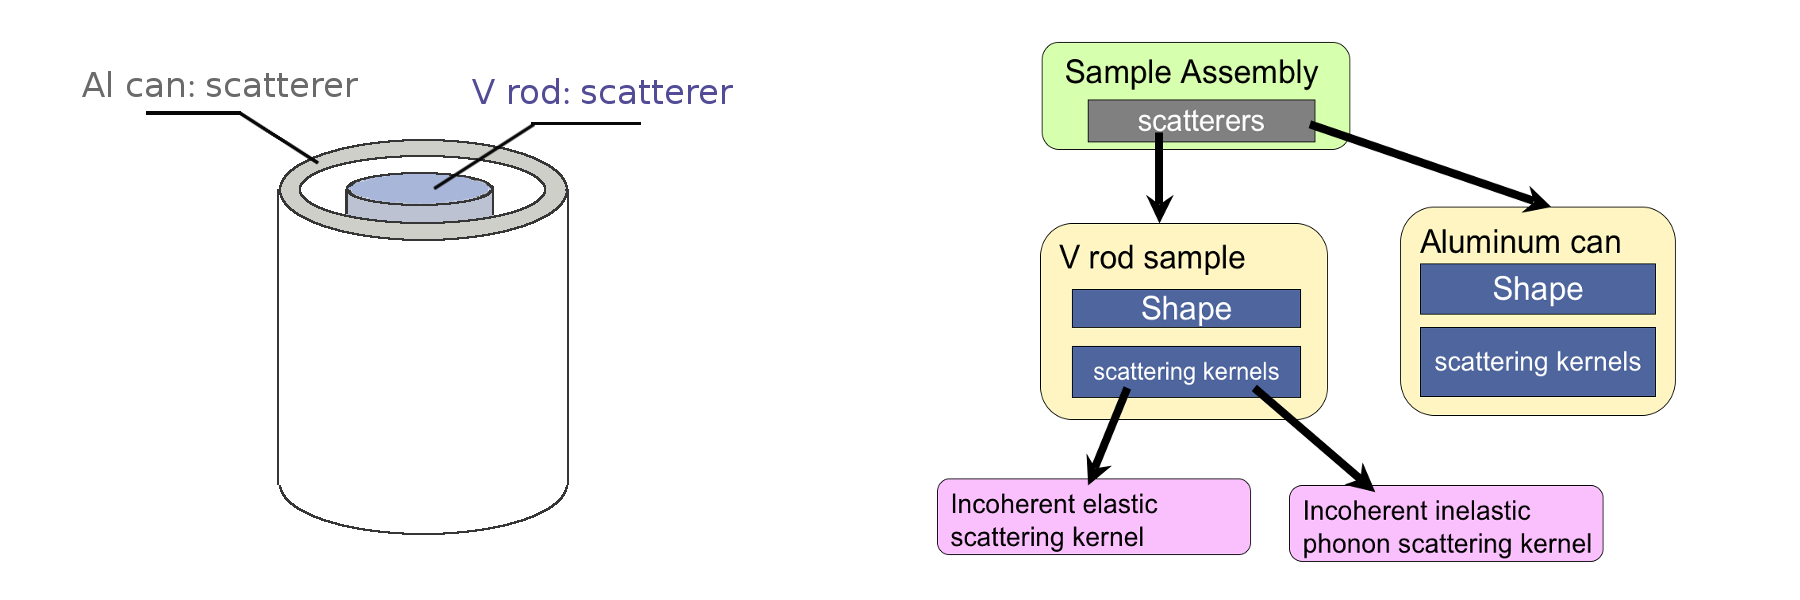 Al can: scatterer
V rod: scatterer
Sample Assembly
scatterers
V rod sample
Shape
scattering kernels
Aluminum can
Shape
scattering kernels
Incoherent elastic
scattering kernel
Incoherent inelastic
phonon scattering kernel